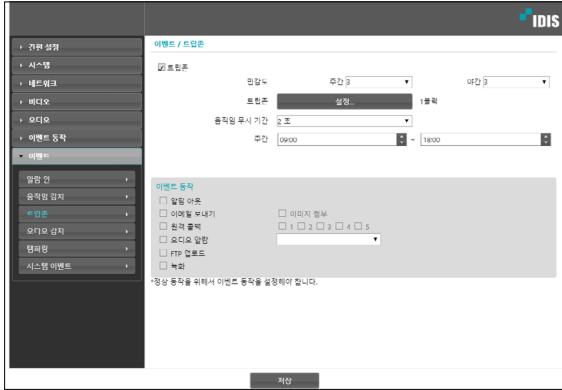 IDIS
간편 설정
시스템
네트워크
비디오
오디오
이벤트 동작
이벤트
알람 인
움직임 감지
트립존
오디오 감지
탬퍼링
시스템 이벤트
이벤트 / 트립존
트립존
민감도 주간 3 야간 3
트립존 설정... 1블럭
움직임 무시 기간 2 초
주간 09:00 ~ 18:00
이벤트 동작
알람 아웃
이메일 보내기 이미지 첨부
원격 콜백 1 2 3 4 5
오디오 알람
FTP 업로드
녹화
*정상 동작을 위해서 이벤트 동작을 설정해야 합니다.
저장